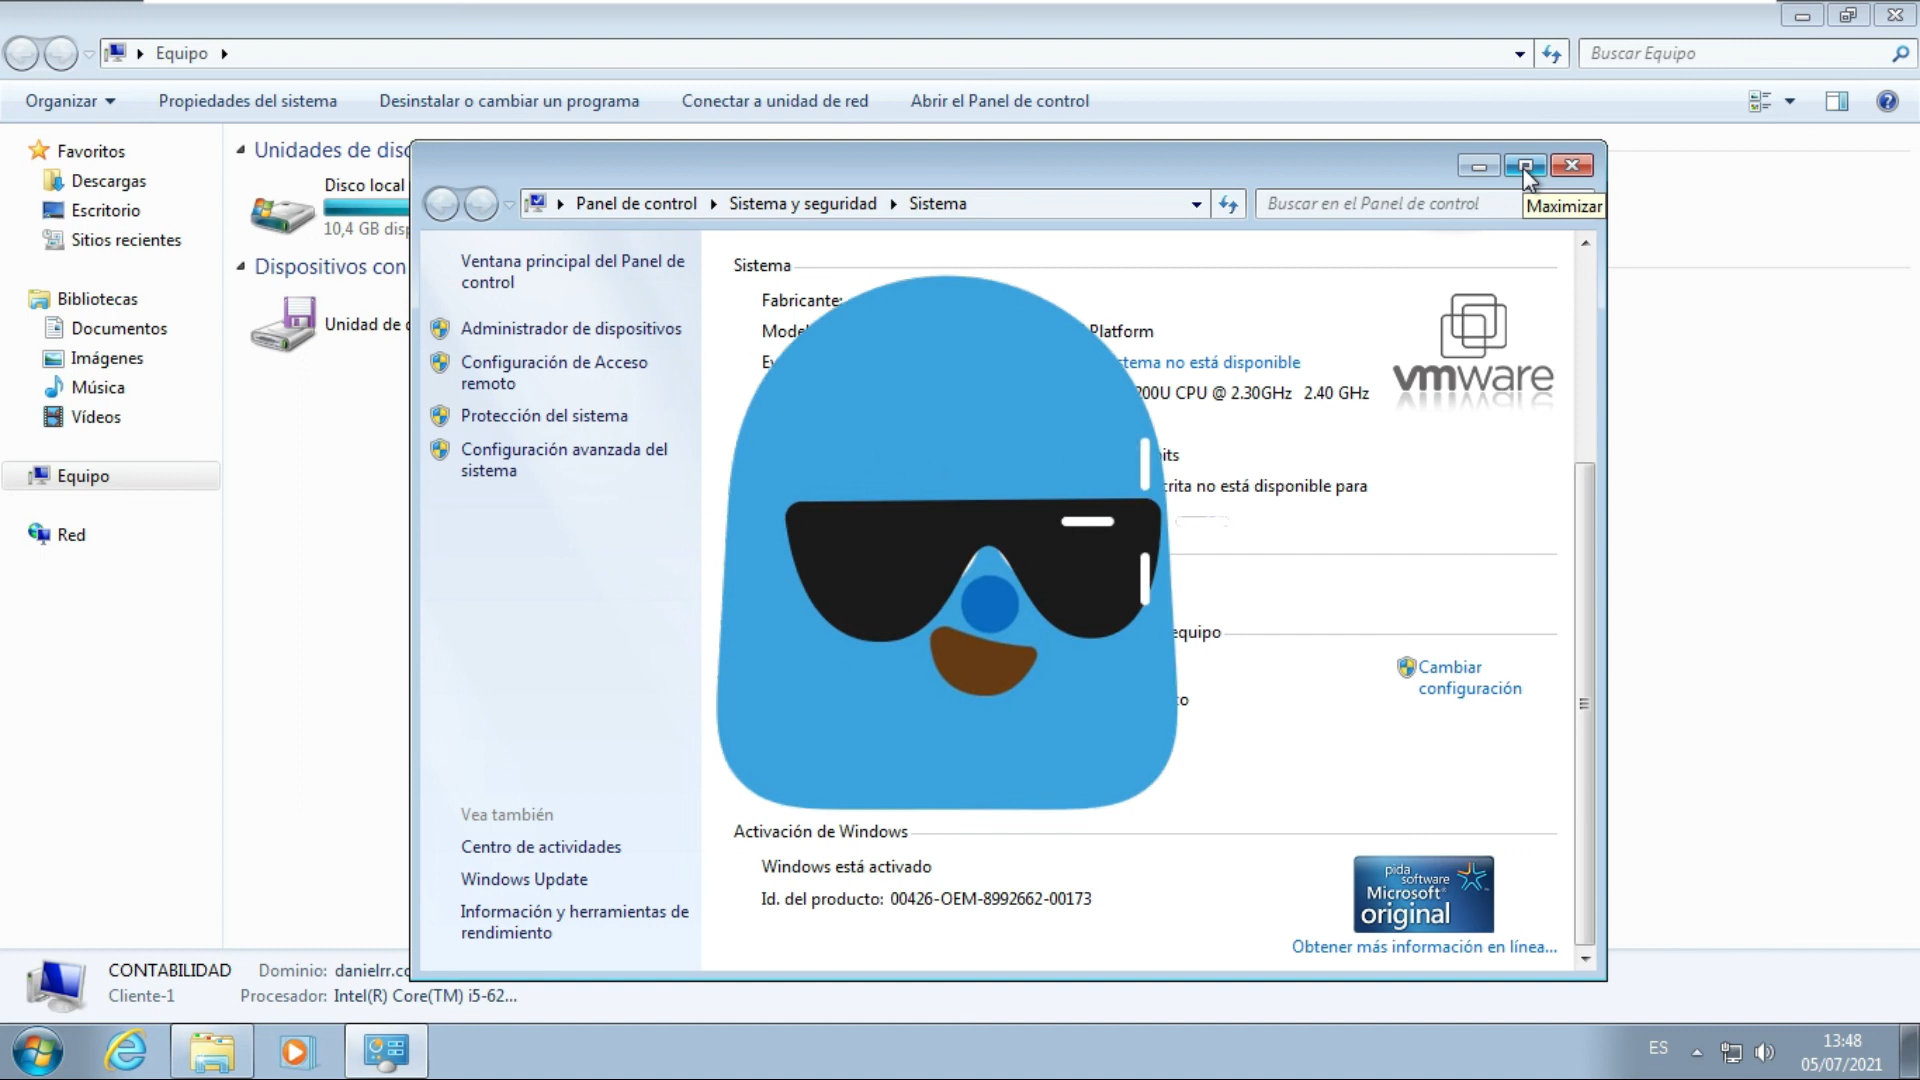 Equipo
Buscar Equipo
Organizar
Propiedades del sistema
Desinstalar o cambiar un programa
Conectar a unidad de red
Abrir el Panel de control
Favoritos
Descargas
Escritorio
Sitios recientes
Bibliotecas
Documentos
Imágenes
Música
Vídeos
Equipo
Red
Unidades de
Disco local
10,4 GB
Dispositivos con
Unidad de
Panel de control
Sistema y seguridad
Sistema
Buscar en el Panel de control
Maximizar
Ventana principal del Panel de
control
Administrador de dispositivos
Configuración de Acceso
remoto
Protección del sistema
Configuración avanzada del
sistema
Vea también
Centro de actividades
Windows Update
Información y herramientas de
rendimiento
Sistema
Fabricante:
Platform
no está disponible
CPU @ 2.30GHz 2.40 GHz
no está disponible para
equipo
vmware
Cambiar
configuración
Activación de Windows
Windows está activado
Id. del producto: 00426-OEM-8992662-00173
pida
software
Microsoft®
original
Obtener más información en línea...
CONTABILIDAD
Dominio: danielrr.co
Cliente-1
Procesador: Intel(R) Core(TM) i5-62...
ES
13:48
05/07/2021